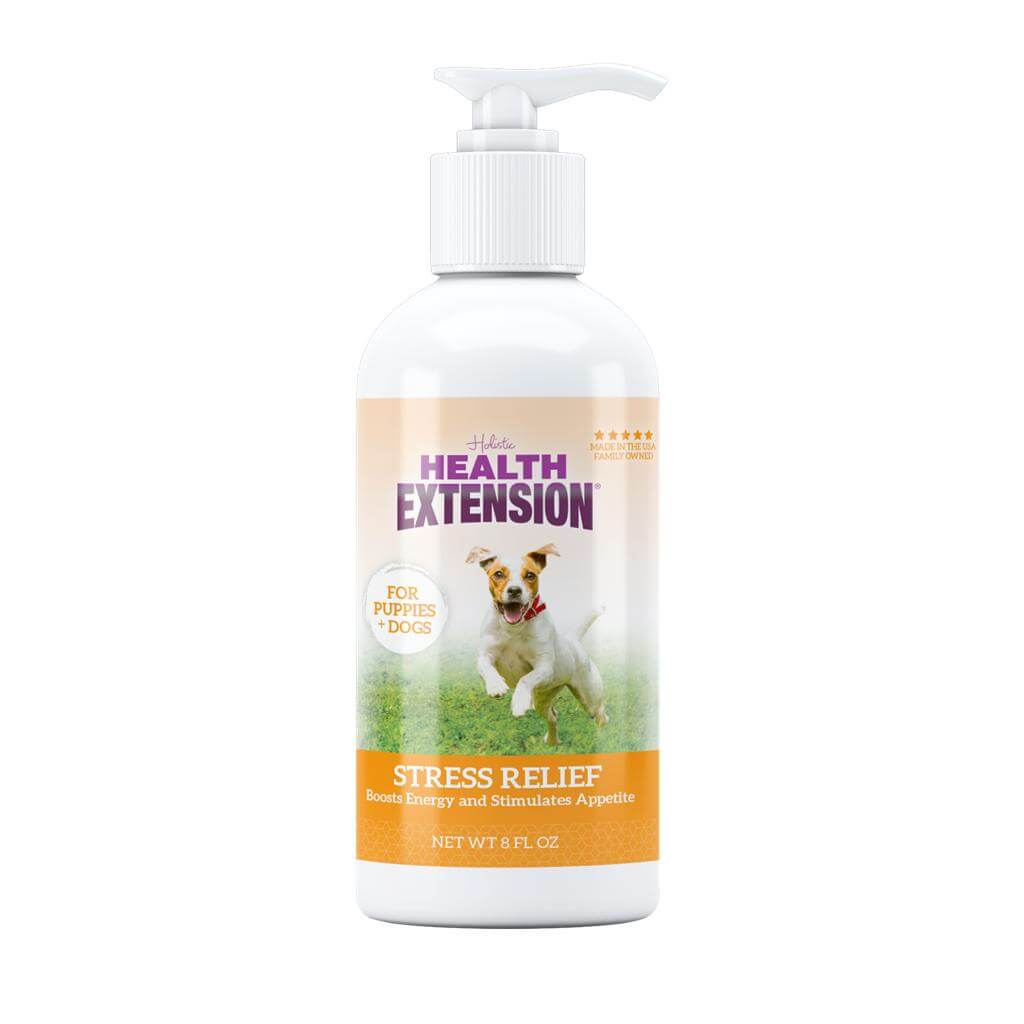 Holistic
HEALTH
EXTENSION®
MADE IN THE USA
FAMILY OWNED
FOR
PUPPIES
+ DOGS
STRESS RELIEF
Boosts Energy and Stimulates Appetite
NET WT 8 FL OZ